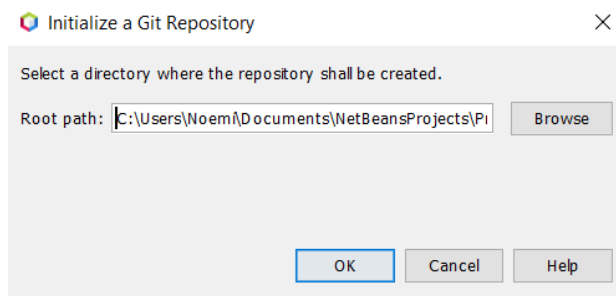 Initialize a Git Repository
Select a directory where the repository shall be created.
Root path: C:\Users\Noemi\Documents\NetBeansProjects\Pr Browse
OK Cancel Help